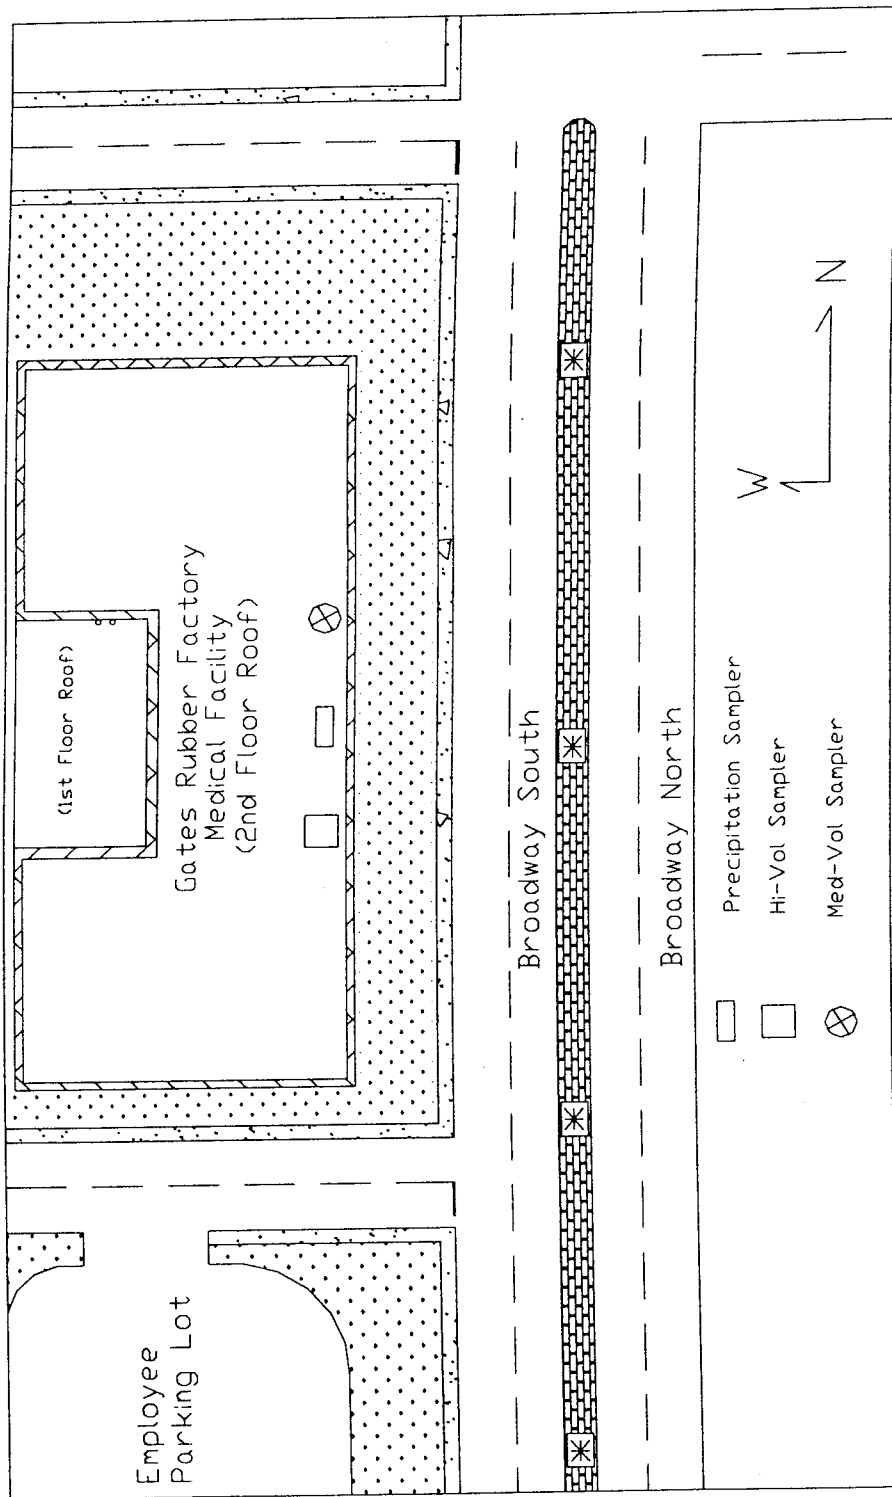 Employee
Parking Lot
(1st Floor Roof)
Gates Rubber Factory
Medical Facility
(2nd Floor Roof)
Broadway South
Broadway North
W
N
Precipitation Sampler
Hi-Vol Sampler
Med-Vol Sampler